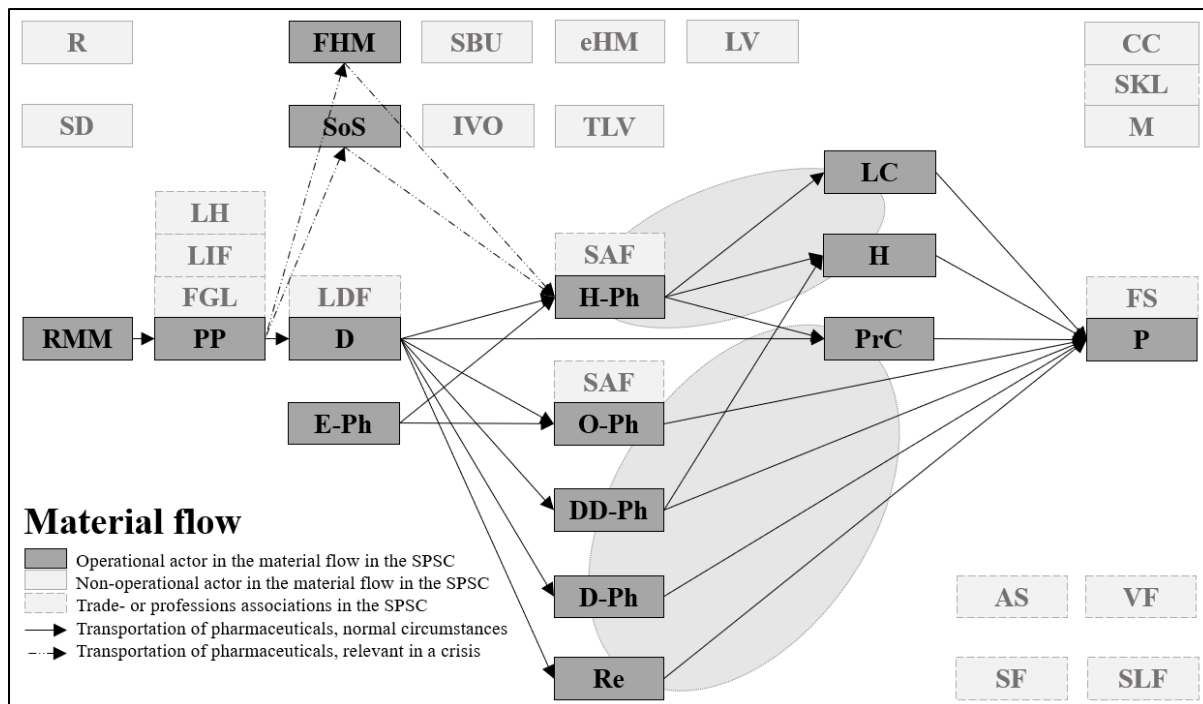 R
FHM
SBU
eHM
LV
CC
SKL
SD
SoS
IVO
TLV
M
LC
LH
LIF
SAF
H
FGL
LDF
H-Ph
FS
RMM
PP
D
PrC
P
SAF
E-Ph
O-Ph
DD-Ph
Material flow
Operational actor in the material flow in the SPSC
Non-operational actor in the material flow in the SPSC
Trade- or professions associations in the SPSC
Transportation of pharmaceuticals, normal circumstances
Transportation of pharmaceuticals, relevant in a crisis
D-Ph
AS
VF
Re
SF
SLF